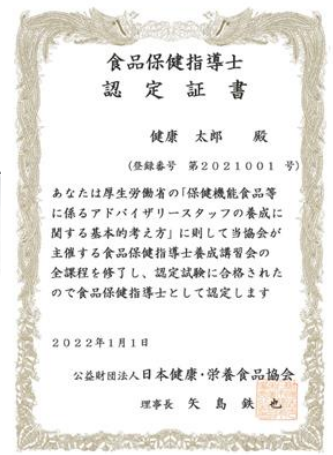 食品保健指導士
認定証書
健康 太郎 殿
(登録番号 第2021001 号)
あなたは厚生労働省の「保健機能食品等
に係るアドバイザリースタッフの養成に
関する基本的考え方」に則して当協会が
主催する食品保健指導士養成講習会の
全課程を修了し、認定試験に合格された
ので食品保健指導士として認定します
2022年1月1日
公益財団法人日本健康・栄養食品協会
理事長 矢島 鉄也